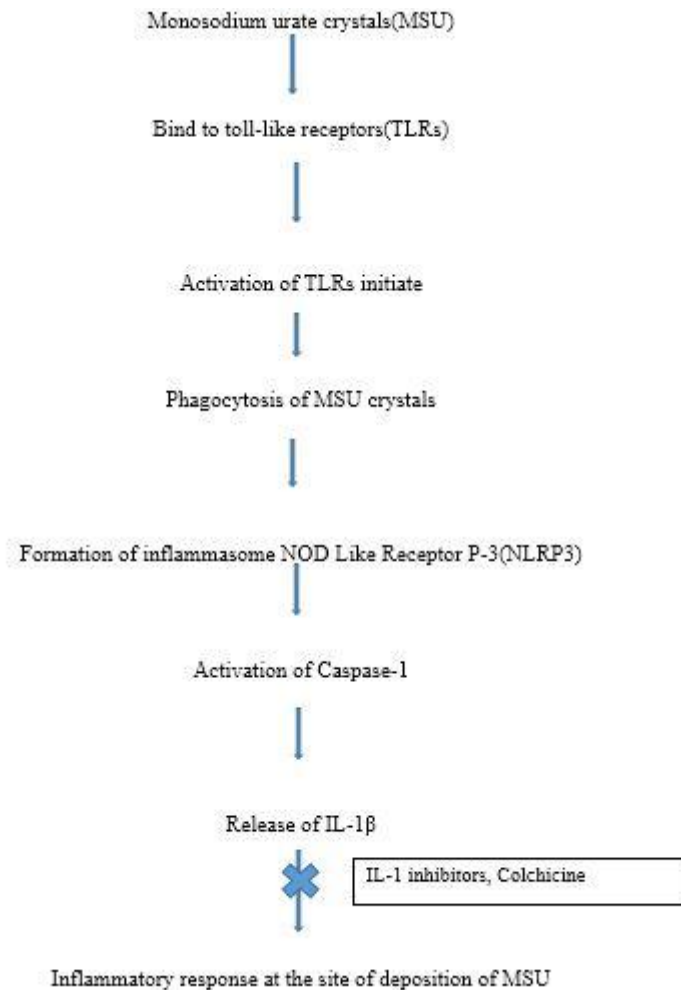 Monosodium urate crystals(MSU)
Bind to toll-like receptors(TLRs)
Activation of TLRs initiate
Phagocytosis of MSU crystals
Formation of inflammasome NOD Like Receptor P-3(NLRP3)
Activation of Caspase-1
Release of IL-1β
IL-1 inhibitors, Colchicine
Inflammatory response at the site of deposition of MSU